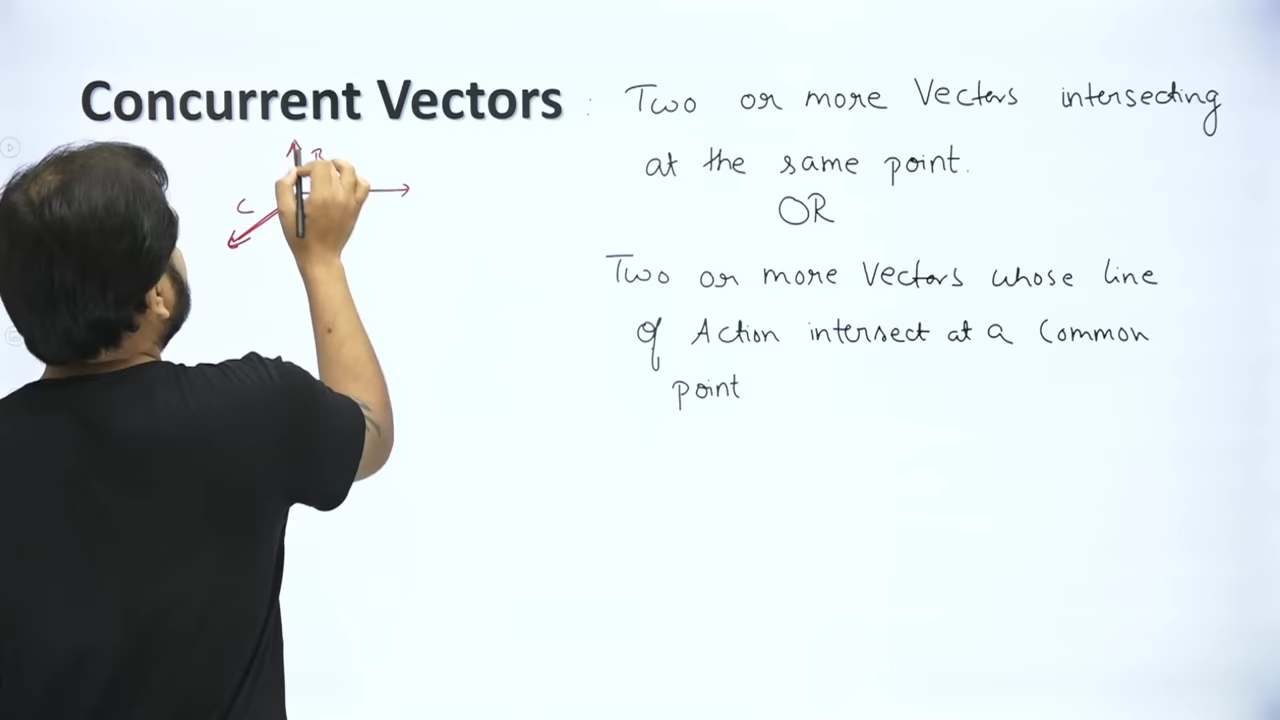 Concurrent Vectors : Two or more Vectors intersecting
at the same point.
OR
Two or more Vectors whose line
of Action intersect at a Common
point
C